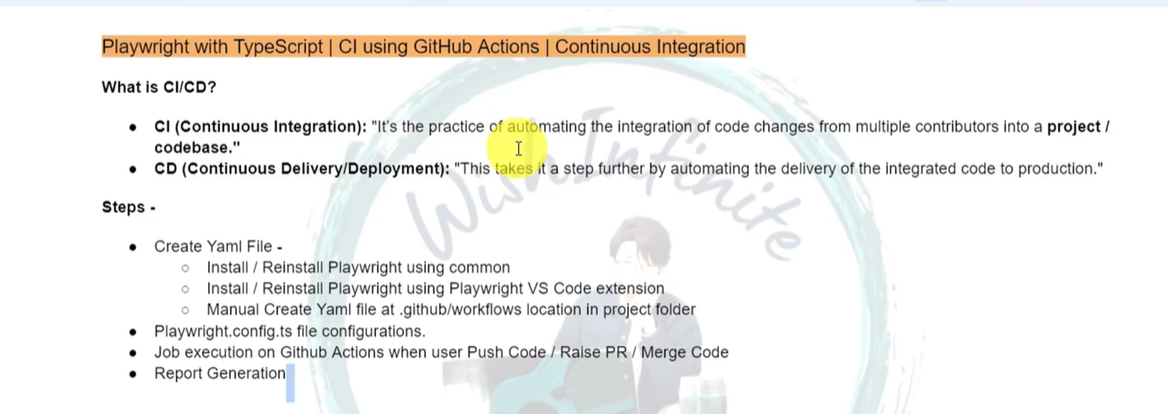 Playwright with TypeScript | CI using GitHub Actions | Continuous Integration
What is CI/CD?
● CI (Continuous Integration): "It's the practice of automating the integration of code changes from multiple contributors into a project /
codebase."
● CD (Continuous Delivery/Deployment): "This takes it a step further by automating the delivery of the integrated code to production."
Steps -
● Create Yaml File -
○ Install / Reinstall Playwright using common
○ Install / Reinstall Playwright using Playwright VS Code extension
○ Manual Create Yaml file at .github/workflows location in project folder
● Playwright.config.ts file configurations.
● Job execution on Github Actions when user Push Code / Raise PR / Merge Code
● Report Generation
Wish Infinite